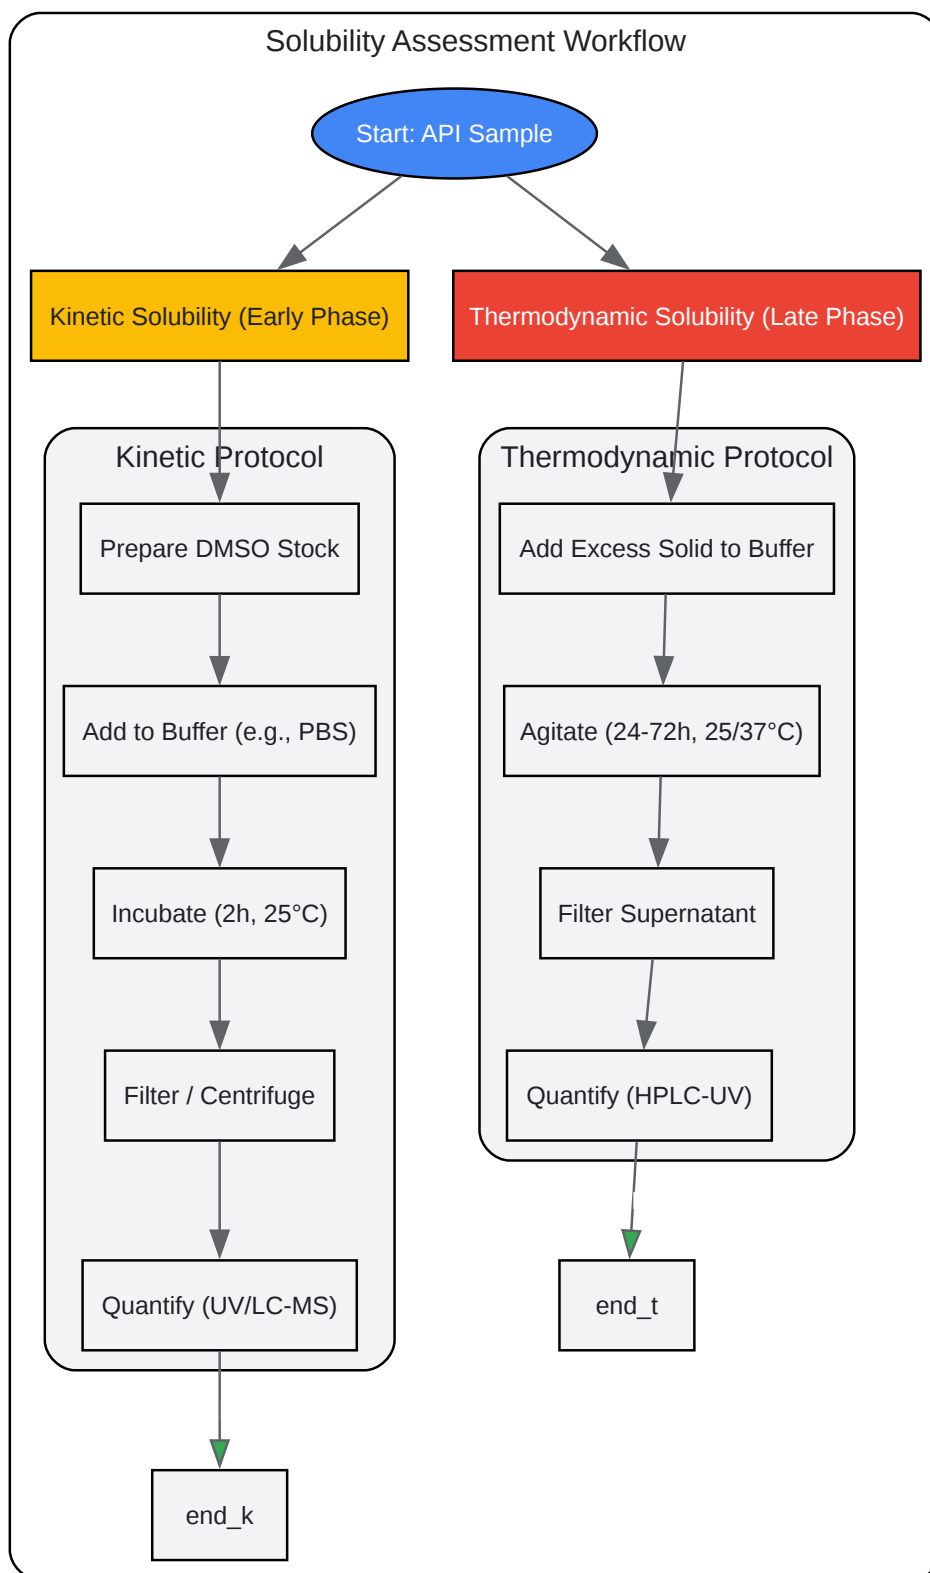 Solubility Assessment Workflow
Start: API Sample
Kinetic Solubility (Early Phase)
Thermodynamic Solubility (Late Phase)
Kinetic Protocol
Prepare DMSO Stock
Add to Buffer (e.g., PBS)
Incubate (2h, 25°C)
Filter / Centrifuge
Quantify (UV/LC-MS)
end_k
Thermodynamic Protocol
Add Excess Solid to Buffer
Agitate (24-72h, 25/37°C)
Filter Supernatant
Quantify (HPLC-UV)
end_t